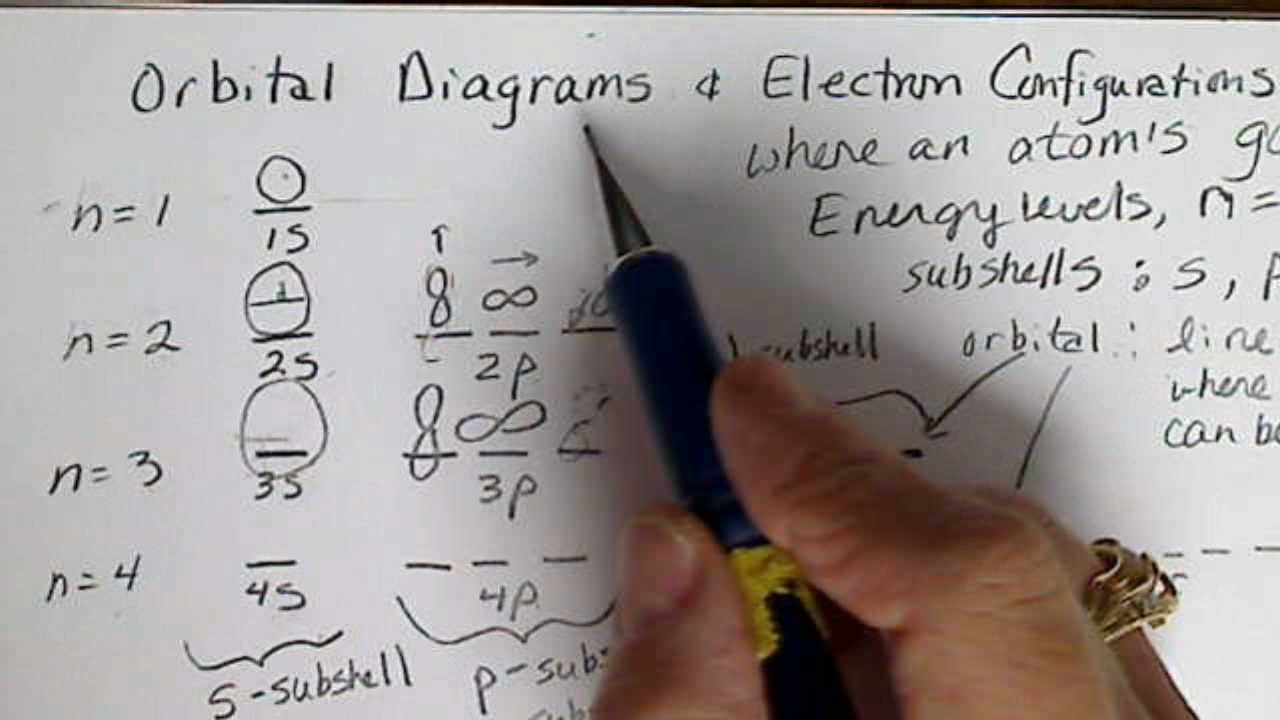 Orbital Diagrams & Electron Configurations
where an atom's
n=1
1s
Energy levels, n=
subshells : s,
n=2
2s
2p
subshell
orbital : line
where
can
n=3
3s
3p
n=4
4s
4p
s-subshell
p-sub